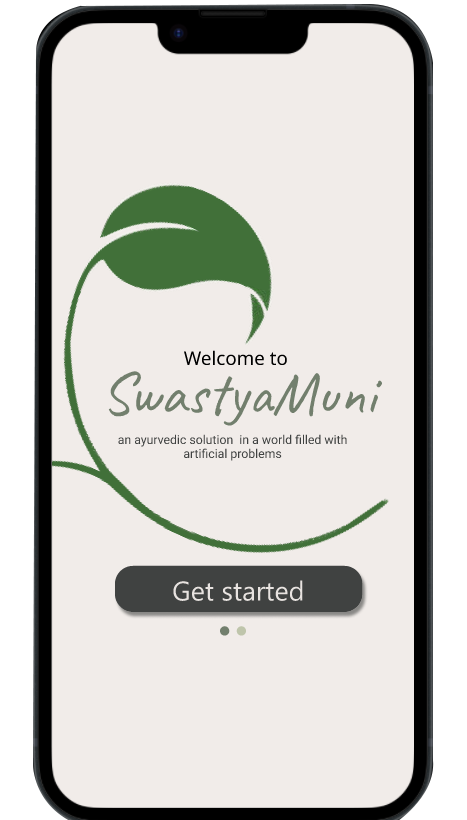 Welcome to
SwastyaMuni
an ayurvedic solution in a world filled with
artificial problems
Get started